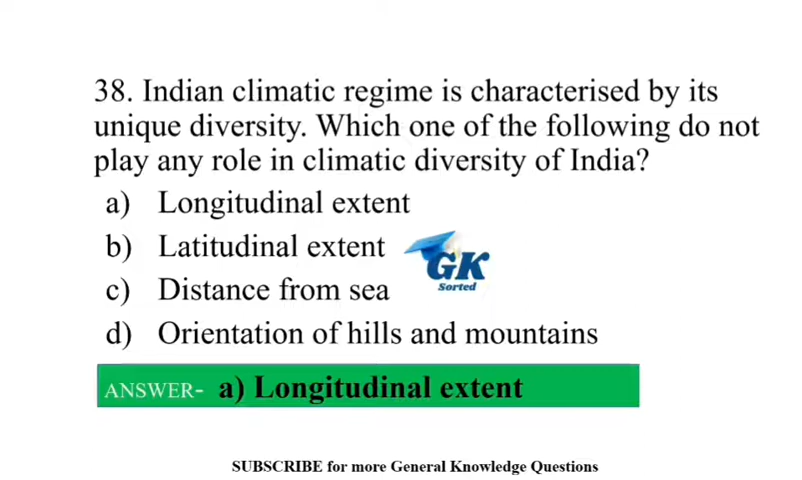 38. Indian climatic regime is characterised by its
unique diversity. Which one of the following do not
play any role in climatic diversity of India?
a) Longitudinal extent
b) Latitudinal extent
GK
Sorted
c) Distance from sea
d) Orientation of hills and mountains
ANSWER- a) Longitudinal extent
SUBSCRIBE for more General Knowledge Questions